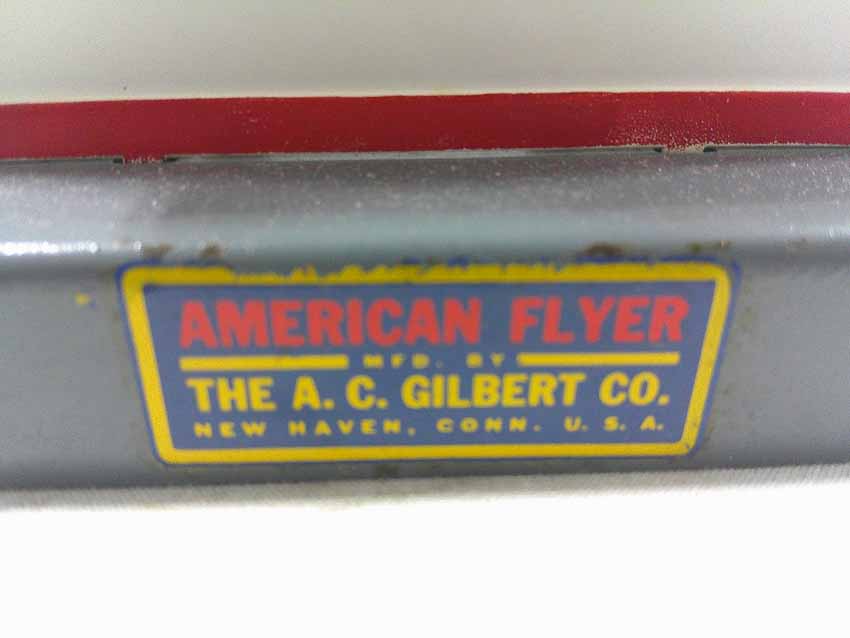 AMERICAN FLYER
MFD. BY
THE A. C. GILBERT CO.
NEW HAVEN, CONN. U. S. A.